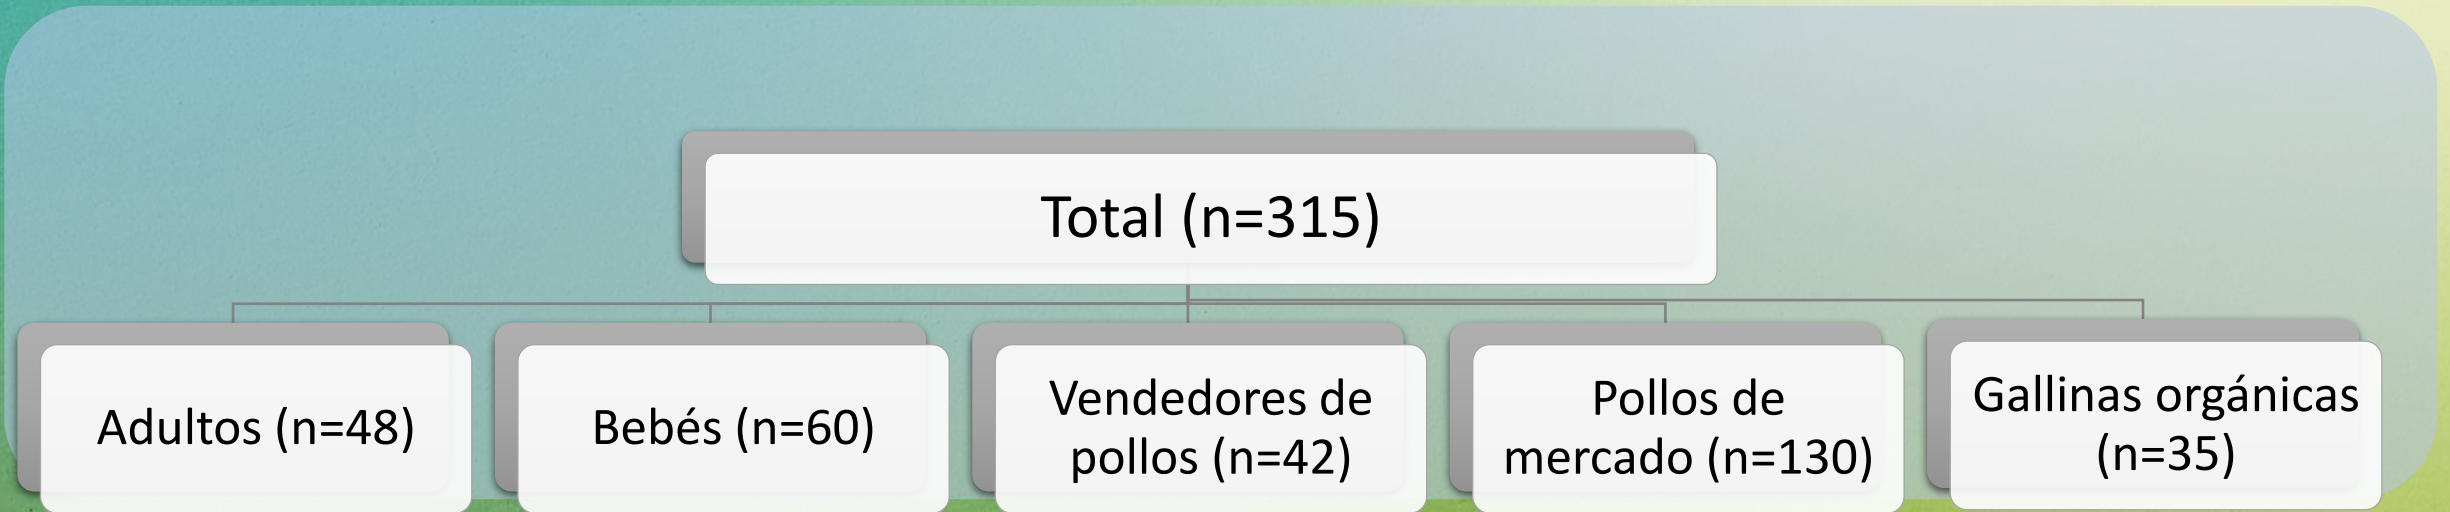 Total (n=315)
Adultos (n=48)
Bebés (n=60)
Vendedores de
pollos (n=42)
Pollos de
mercado (n=130)
Gallinas orgánicas
(n=35)